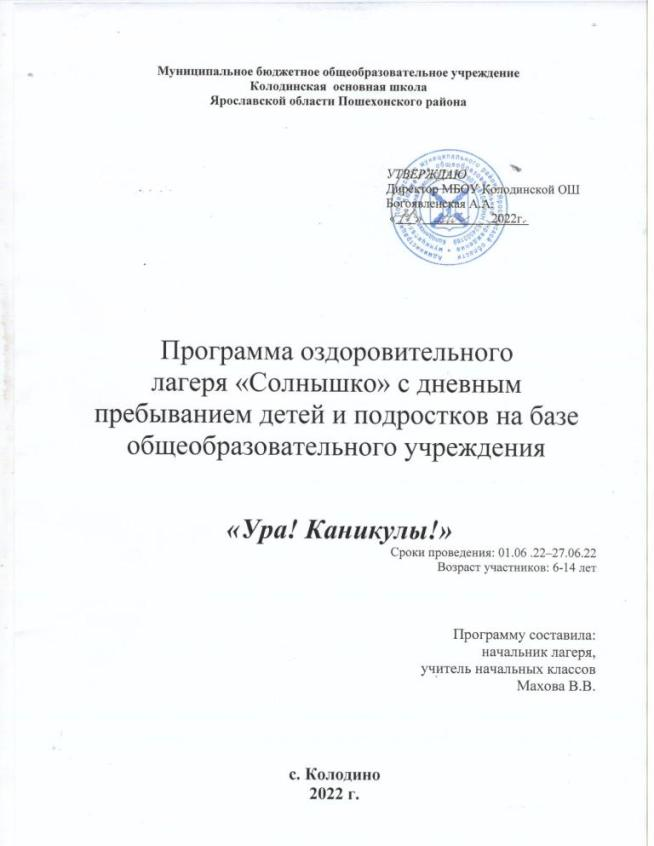 Муниципальное бюджетное общеобразовательное учреждение
Колодинская основная школа
Ярославской области Пошехонского района
УТВЕРЖДАЮ
Директор МБОУ Колодинской ОШ
Богоявленская А.А.
2022г.
Программа оздоровительного
лагеря «Солнышко» с дневным
пребыванием детей и подростков на базе
общеобразовательного учреждения
«Ура! Каникулы!»
Сроки проведения: 01.06 .22–27.06.22
Возраст участников: 6-14 лет
Программу составила:
начальник лагеря,
учитель начальных классов
Махова В.В.
с. Колодино
2022 г.